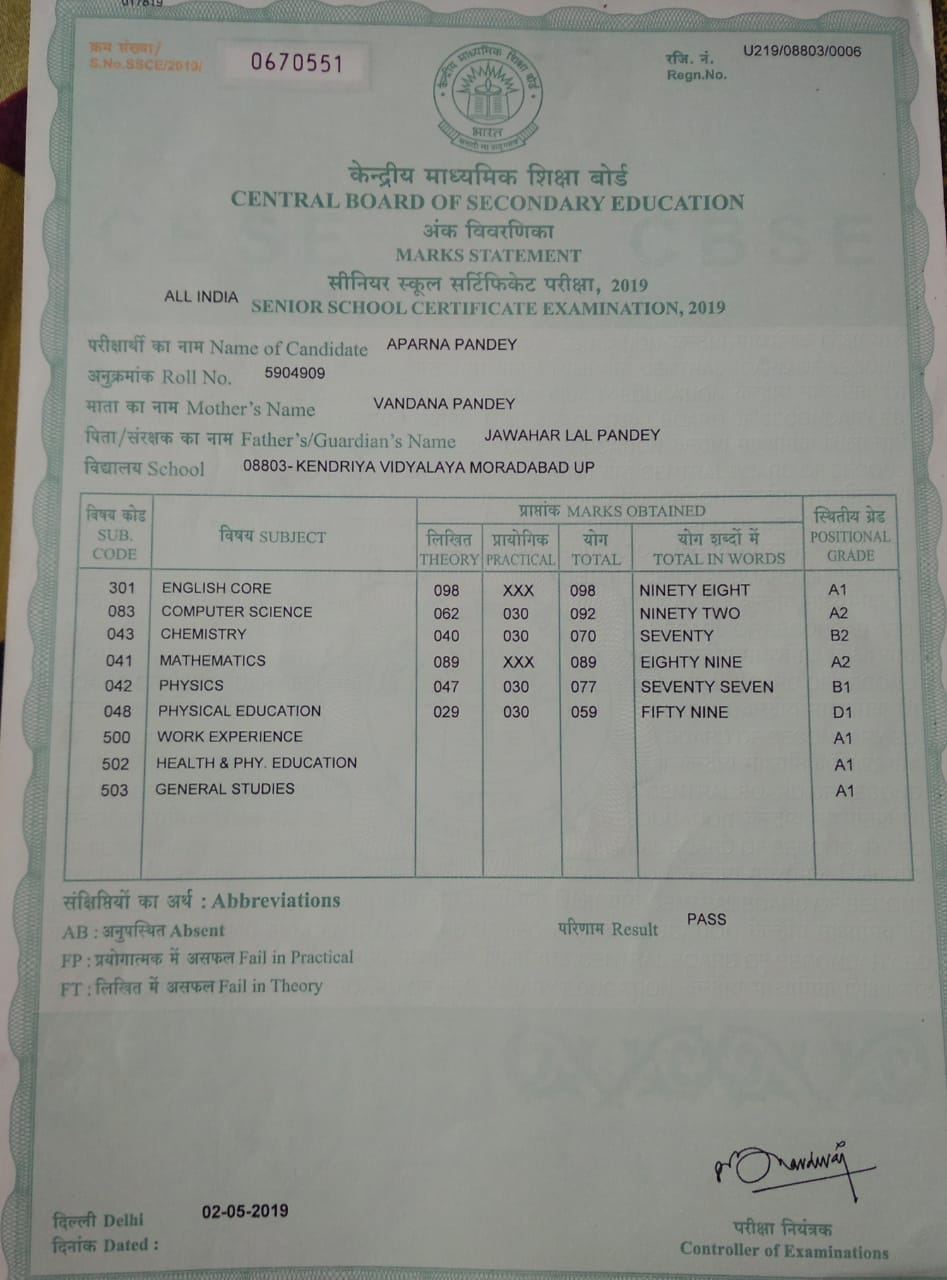 017819
क्रम संख्या/
S.No.SSCE/2019/
0670551
रजि. नं.
Regn.No.
U219/08803/0006
केन्द्रीय माध्यमिक शिक्षा बोर्ड
भारत
केन्द्रीय माध्यमिक शिक्षा बोर्ड
CENTRAL BOARD OF SECONDARY EDUCATION
CBSE CBSE
अंक विवरणिका
MARKS STATEMENT
सीनियर स्कूल सर्टिफिकेट परीक्षा, 2019
ALL INDIA SENIOR SCHOOL CERTIFICATE EXAMINATION, 2019
परीक्षार्थी का नाम Name of Candidate APARNA PANDEY
अनुक्रमांक Roll No. 5904909
माता का नाम Mother's Name VANDANA PANDEY
पिता/संरक्षक का नाम Father's/Guardian's Name JAWAHAR LAL PANDEY
विद्यालय School 08803- KENDRIYA VIDYALAYA MORADABAD UP
विषय कोड SUB. CODE
विषय SUBJECT
प्राप्तांक MARKS OBTAINED
लिखित THEORY
प्रायोगिक PRACTICAL
योग TOTAL
योग शब्दों में TOTAL IN WORDS
स्थितीय ग्रेड POSITIONAL GRADE
301 ENGLISH CORE 098 XXX 098 NINETY EIGHT A1
083 COMPUTER SCIENCE 062 030 092 NINETY TWO A2
043 CHEMISTRY 040 030 070 SEVENTY B2
041 MATHEMATICS 089 XXX 089 EIGHTY NINE A2
042 PHYSICS 047 030 077 SEVENTY SEVEN B1
048 PHYSICAL EDUCATION 029 030 059 FIFTY NINE D1
500 WORK EXPERIENCE A1
502 HEALTH & PHY. EDUCATION A1
503 GENERAL STUDIES A1
संक्षिप्तियों का अर्थ : Abbreviations
AB : अनुपस्थित Absent
परिणाम Result PASS
FP : प्रयोगात्मक में असफल Fail in Practical
FT : लिखित में असफल Fail in Theory
दिल्ली Delhi
दिनांक Dated : 02-05-2019
परीक्षा नियंत्रक
Controller of Examinations